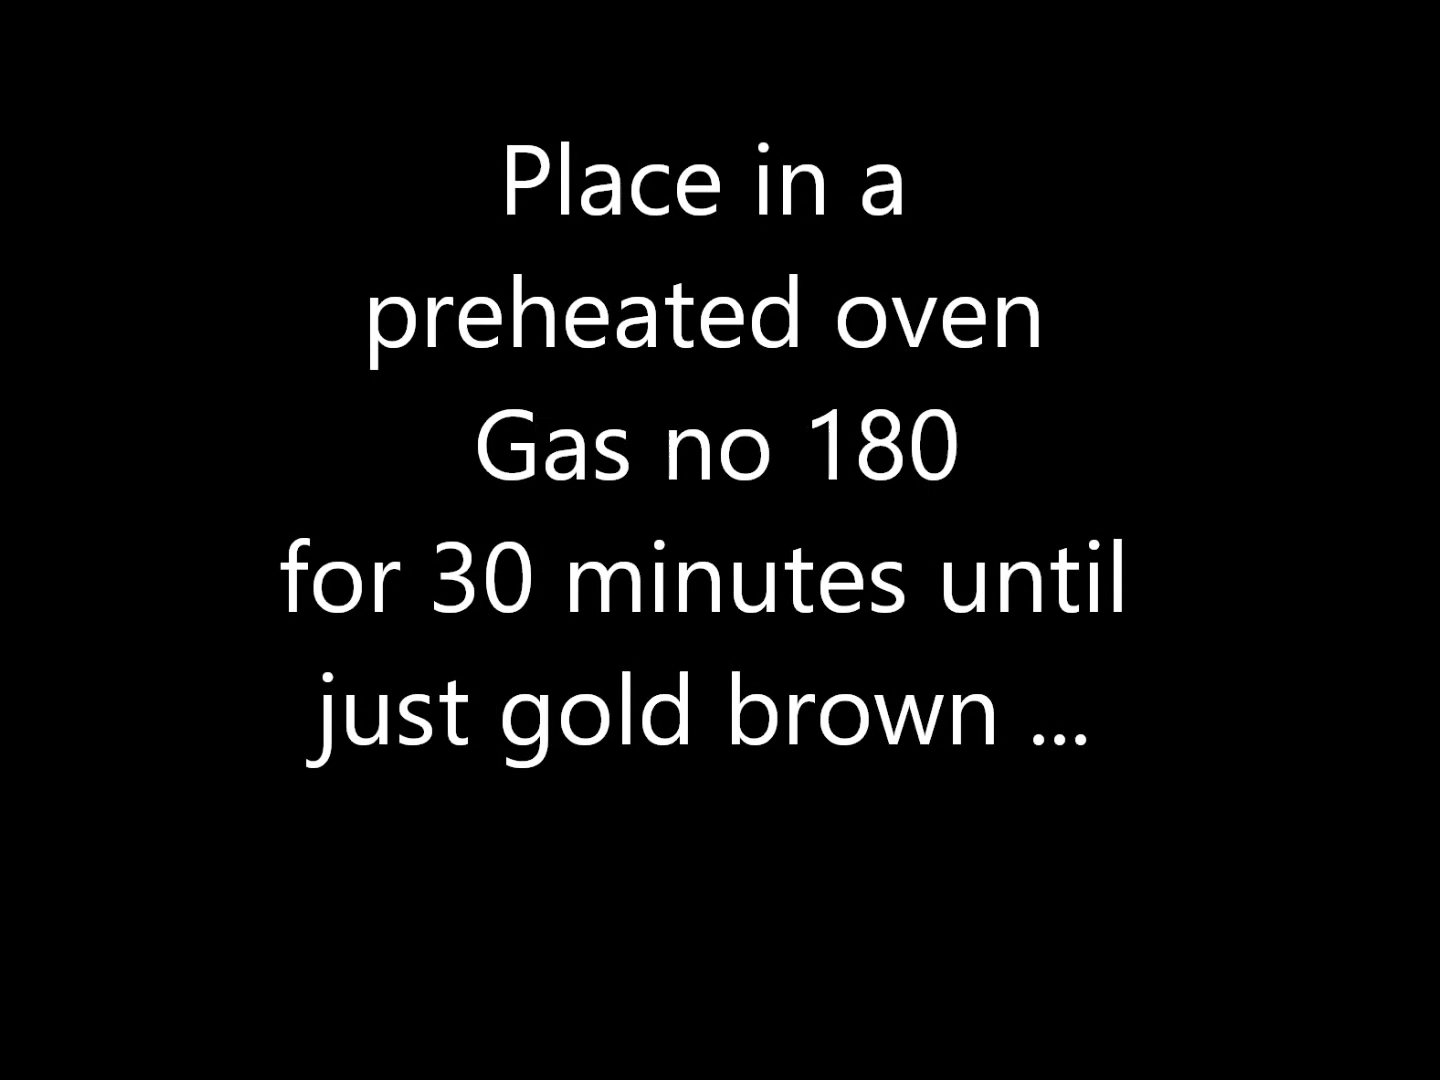 Place in a
preheated oven
Gas no 180
for 30 minutes until
just gold brown ...